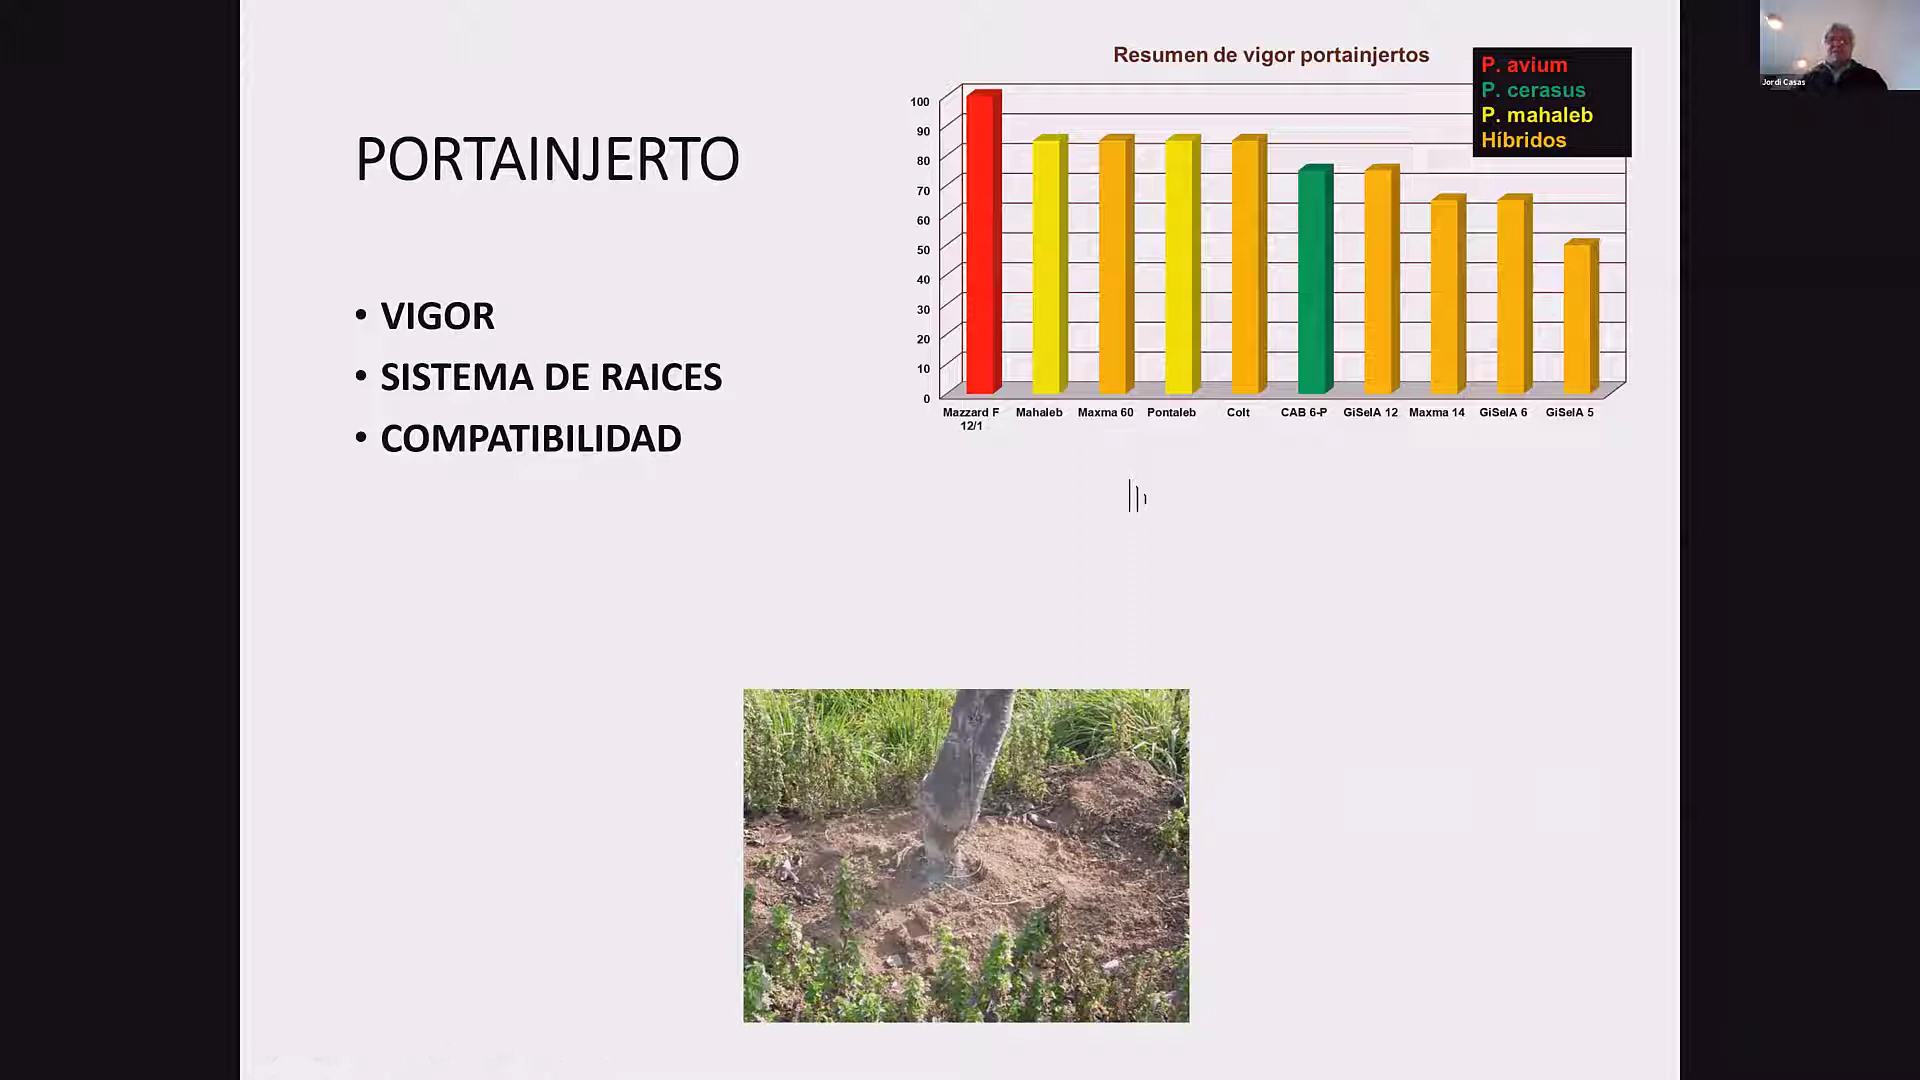 PORTAINJERTO
• VIGOR
• SISTEMA DE RAICES
• COMPATIBILIDAD
Resumen de vigor portainjertos
P. avium
P. cerasus
P. mahaleb
Híbridos
100
90
80
70
60
50
40
30
20
10
0
Mazzard F 12/1
Mahaleb
Maxma 60
Pontaleb
Colt
CAB 6-P
GiSelA 12
Maxma 14
GiSelA 6
GiSelA 5
Jordi Casas